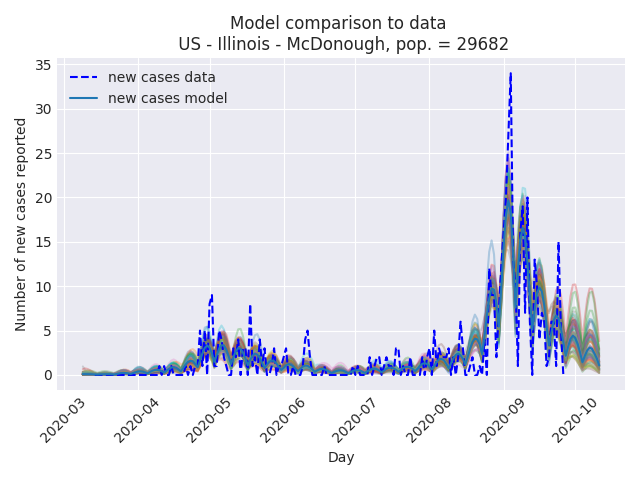 Model comparison to data
US - Illinois - McDonough, pop. = 29682
new cases data
new cases model
Number of new cases reported
35
30
25
20
15
10
5
0
2020-03
2020-04
2020-05
2020-06
2020-07
2020-08
2020-09
2020-10
Day